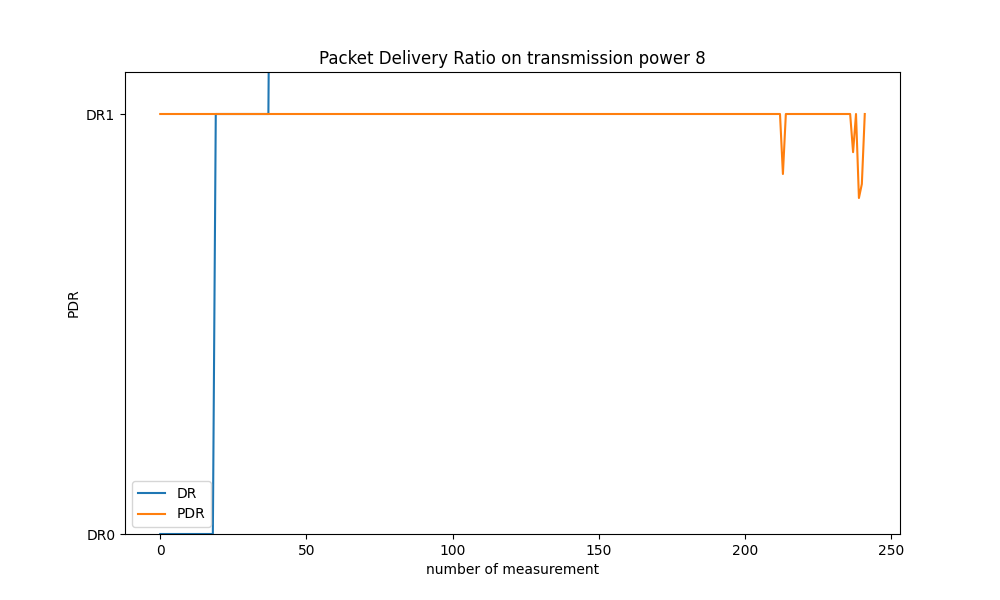 Packet Delivery Ratio on transmission power 8
DR1
PDR
DR0
DR
PDR
0 50 100 150 200 250
number of measurement